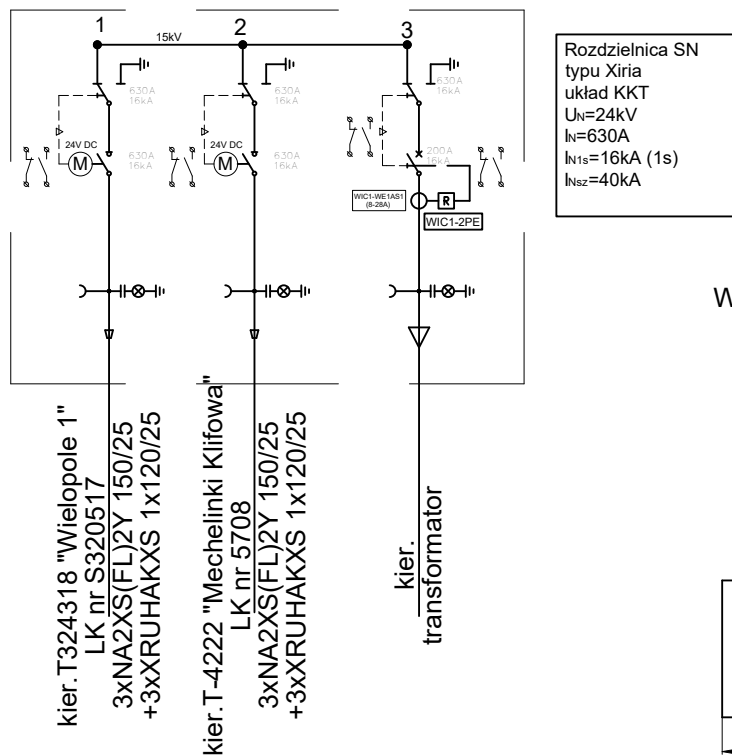 1
2
3
15kV
630A
16kA
630A
16kA
630A
16kA
24V DC
M
630A
16kA
24V DC
M
630A
16kA
200A
16kA
WIC1-WE1AS1
(8-28A)
R
WIC1-2PE
Rozdzielnica SN
typu Xiria
układ KKT
UN=24kV
IN=630A
IN1s=16kA (1s)
INsz=40kA
W
kier.T324318 "Wielopole 1"
LK nr S320517
3xNA2XS(FL)2Y 150/25
+3xXRUHAKXS 1x120/25
kier.T-4222 "Mechelinki Klifowa"
LK nr 5708
3xNA2XS(FL)2Y 150/25
+3xXRUHAKXS 1x120/25
kier.
transformator